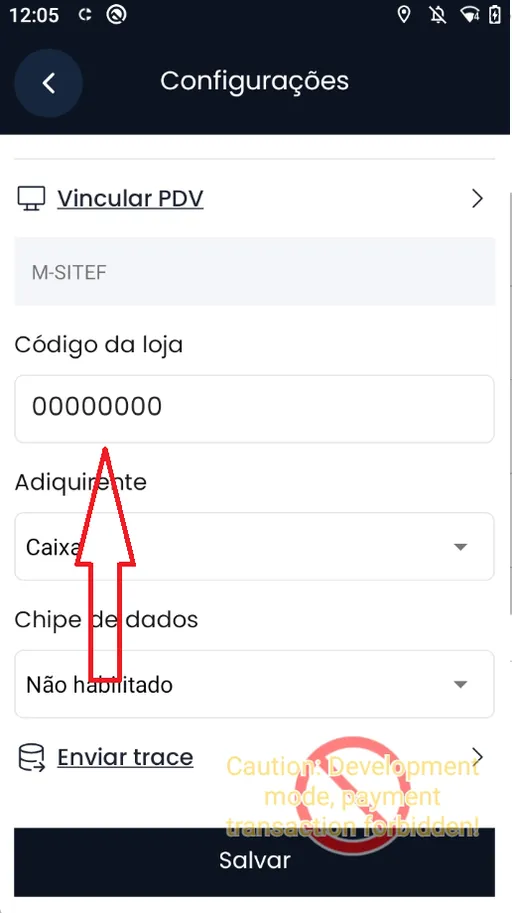 12:05
Configurações
Vincular PDV
M-SITEF
Código da loja
00000000
Adiquirente
Caixa
Chipe de dados
Não habilitado
Enviar trace
Caution: Development
mode, payment
transaction forbidden!
Salvar